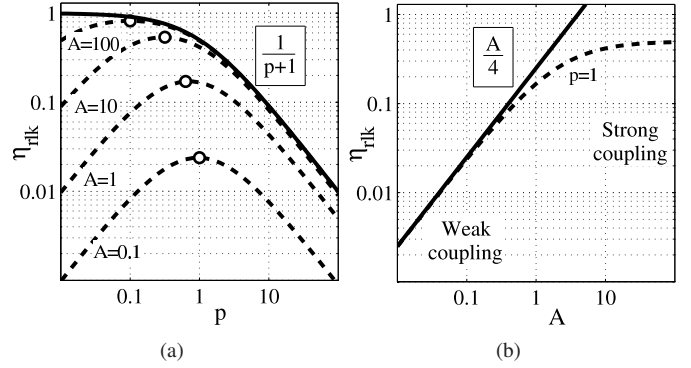 1
0.1
0.01
η_rlk
A=100
A=10
A=1
A=0.1
1
p+1
0.1 1 10
p
(a)
1
0.1
0.01
η_rlk
A
4
p=1
Strong
coupling
Weak
coupling
0.1 1 10
A
(b)